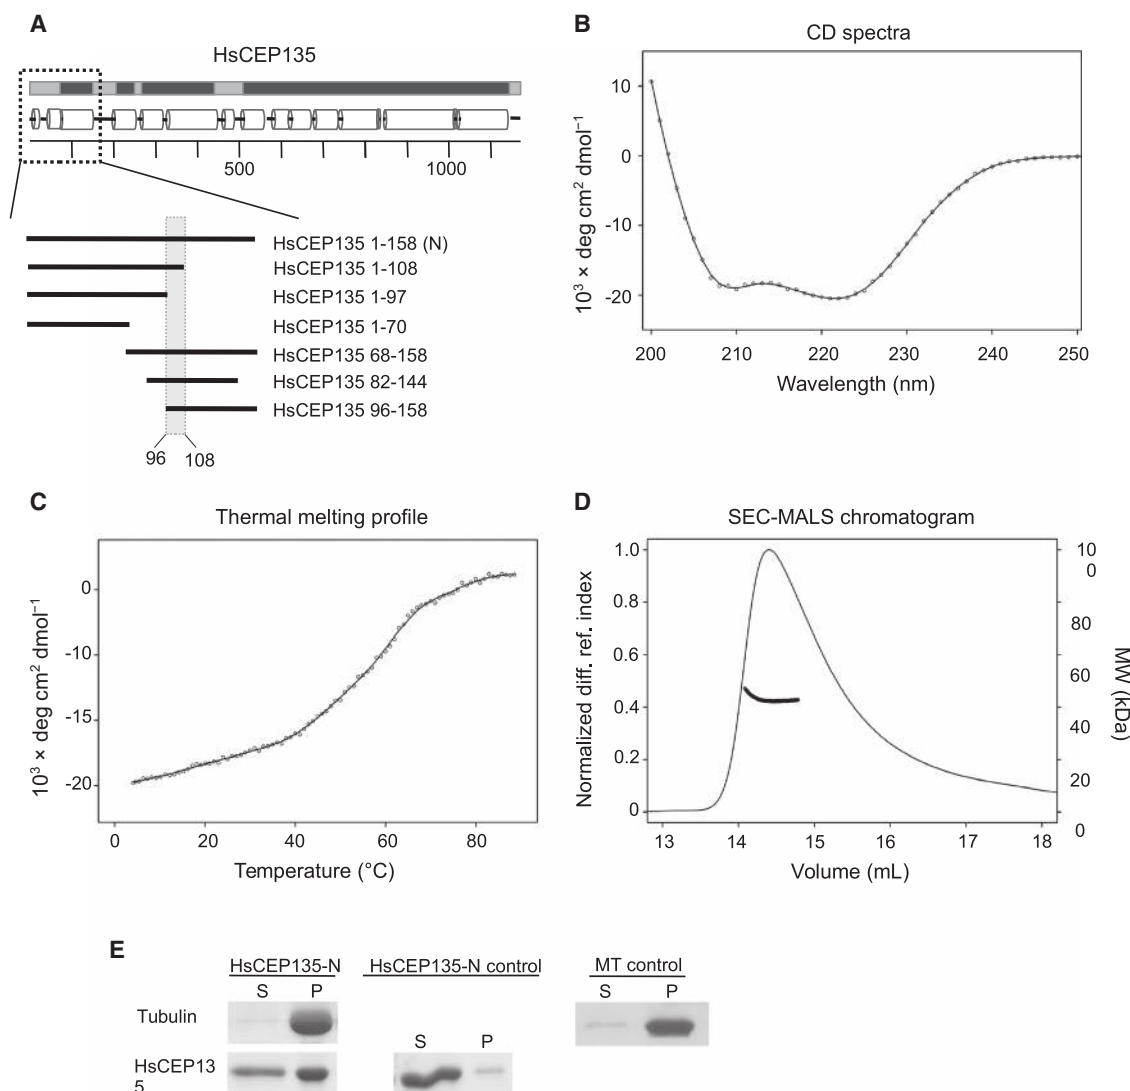 A
HsCEP135
500
1000
HsCEP135 1-158 (N)
HsCEP135 1-108
HsCEP135 1-97
HsCEP135 1-70
HsCEP135 68-158
HsCEP135 82-144
HsCEP135 96-158
96
108
B
CD spectra
10³ × deg cm² dmol⁻¹
10
0
-10
-20
200
210
220
230
240
250
Wavelength (nm)
C
Thermal melting profile
10³ × deg cm² dmol⁻¹
0
-10
-15
-20
0
20
40
60
80
Temperature (°C)
D
SEC-MALS chromatogram
Normalized diff. ref. index
1.0
0.8
0.6
0.4
0.2
0
10
0
80
60
40
20
0
MW (kDa)
13
14
15
16
17
18
Volume (mL)
E
HsCEP135-N
HsCEP135-N control
MT control
S P
S P
Tubulin
S P
HsCEP13
5